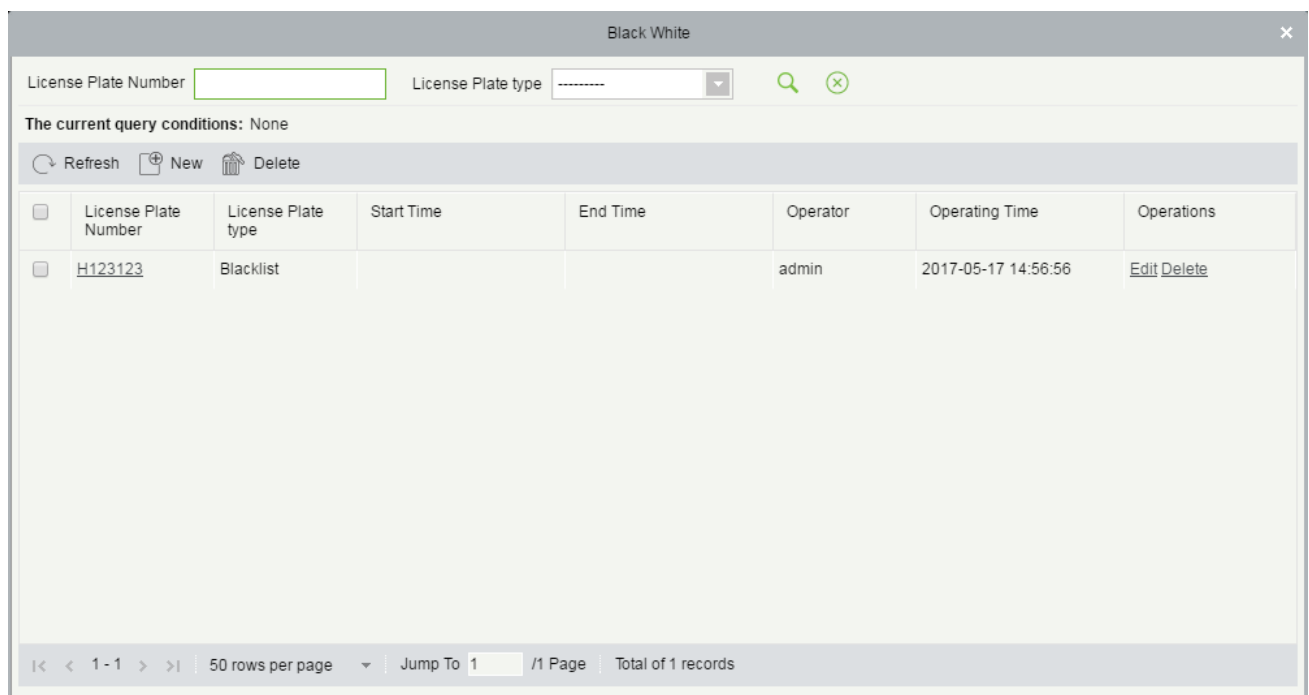 Black White
License Plate Number License Plate type ---------
The current query conditions: None
Refresh New Delete
License Plate Number License Plate type Start Time End Time Operator Operating Time Operations
H123123 Blacklist admin 2017-05-17 14:56:56 Edit Delete
1 - 1 50 rows per page Jump To 1 /1 Page Total of 1 records